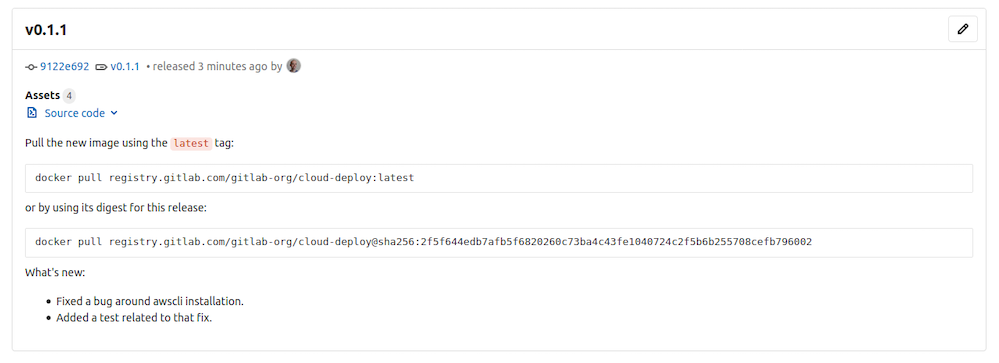 v0.1.1
9122e692 v0.1.1 • released 3 minutes ago by
Assets 4
Source code
Pull the new image using the latest tag:
docker pull registry.gitlab.com/gitlab-org/cloud-deploy:latest
or by using its digest for this release:
docker pull registry.gitlab.com/gitlab-org/cloud-deploy@sha256:2f5f644edb7afb5f6820260c73ba4c43fe1040724c2f5b6b255708cefb796002
What's new:
• Fixed a bug around awscli installation.
• Added a test related to that fix.